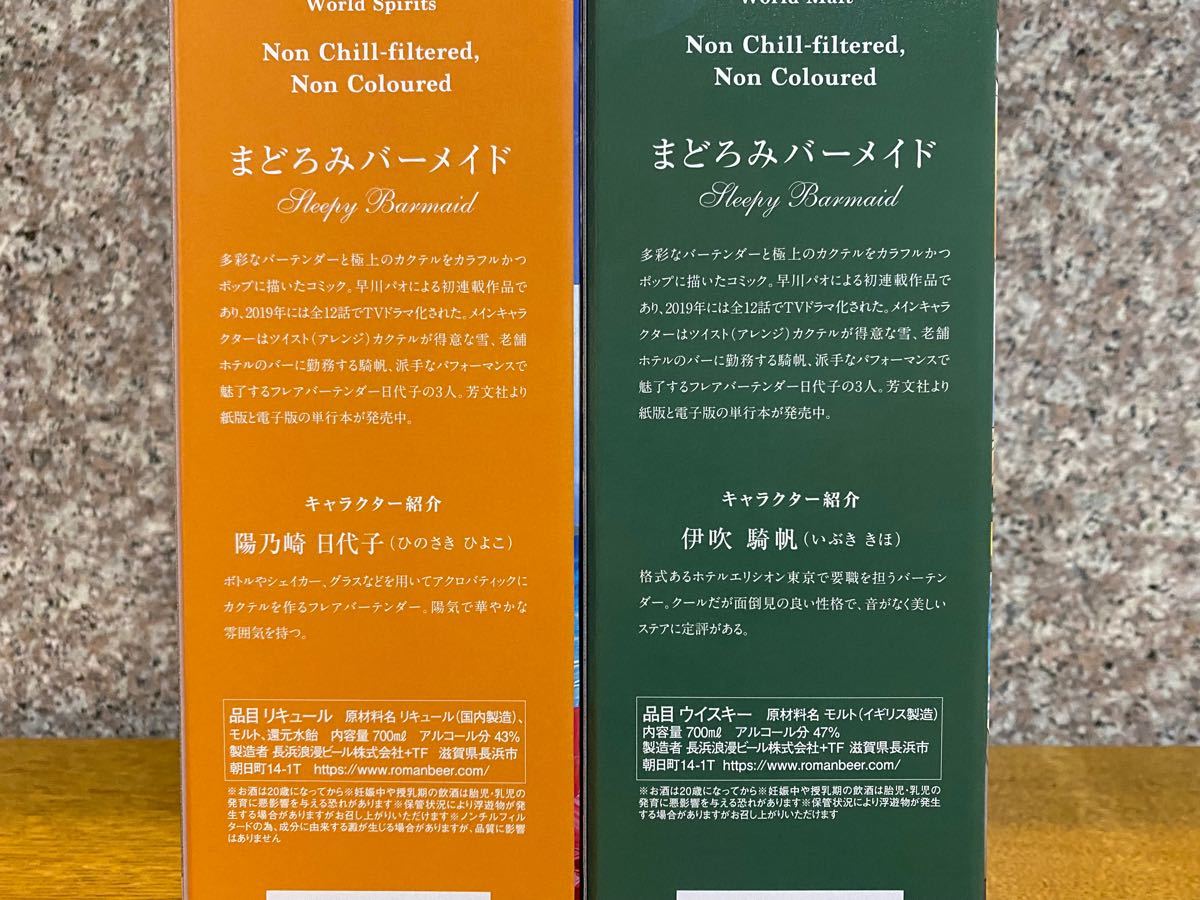 World Spirits
Non Chill-filtered,
Non Coloured
まどろみバーメイド
Sleepy Barmaid
多彩なバーテンダーと極上のカクテルをカラフルかつ
ポップに描いたコミック。早川パオによる初連載作品で
あり、2019年には全12話でTVドラマ化された。メインキャラ
クターはツイスト(アレンジ)カクテルが得意な雪、老舗
ホテルのバーに勤務する騎帆、派手なパフォーマンスで
魅了するフレアバーテンダー日代子の3人。芳文社より
紙版と電子版の単行本が発売中。
キャラクター紹介
陽乃崎 日代子(ひのさき ひよこ)
ボトルやシェイカー、グラスなどを用いてアクロバティックに
カクテルを作るフレアバーテンダー。陽気で華やかな
雰囲気を持つ。
品目 リキュール 原材料名 リキュール(国内製造)、
モルト、還元水飴 内容量 700㎖ アルコール分 43%
製造者 長浜浪漫ビール株式会社+TF 滋賀県長浜市
朝日町14-1T https://www.romanbeer.com/
※お酒は20歳になってから※妊娠中や授乳期の飲酒は胎児・乳児の
発育に悪影響を与える恐れがあります※保管状況により浮遊物が発
生する場合がありますがお召し上がりいただけます※ノンチルフィル
タードの為、成分に由来する澱が生じる場合がありますが、品質に影響
はありません
World Malt
Non Chill-filtered,
Non Coloured
まどろみバーメイド
Sleepy Barmaid
多彩なバーテンダーと極上のカクテルをカラフルかつ
ポップに描いたコミック。早川パオによる初連載作品で
あり、2019年には全12話でTVドラマ化された。メインキャラ
クターはツイスト(アレンジ)カクテルが得意な雪、老舗
ホテルのバーに勤務する騎帆、派手なパフォーマンスで
魅了するフレアバーテンダー日代子の3人。芳文社より
紙版と電子版の単行本が発売中。
キャラクター紹介
伊吹 騎帆(いぶき きほ)
格式あるホテルエリシオン東京で要職を担うバーテン
ダー。クールだが面倒見の良い性格で、音がなく美しい
ステアに定評がある。
品目 ウイスキー 原材料名 モルト(イギリス製造)
内容量 700㎖ アルコール分 47%
製造者 長浜浪漫ビール株式会社+TF 滋賀県長浜市
朝日町14-1T https://www.romanbeer.com/
※お酒は20歳になってから※妊娠中や授乳期の飲酒は胎児・乳児の
発育に悪影響を与える恐れがあります※保管状況により浮遊物が発生
する場合がありますがお召し上がりいただけます